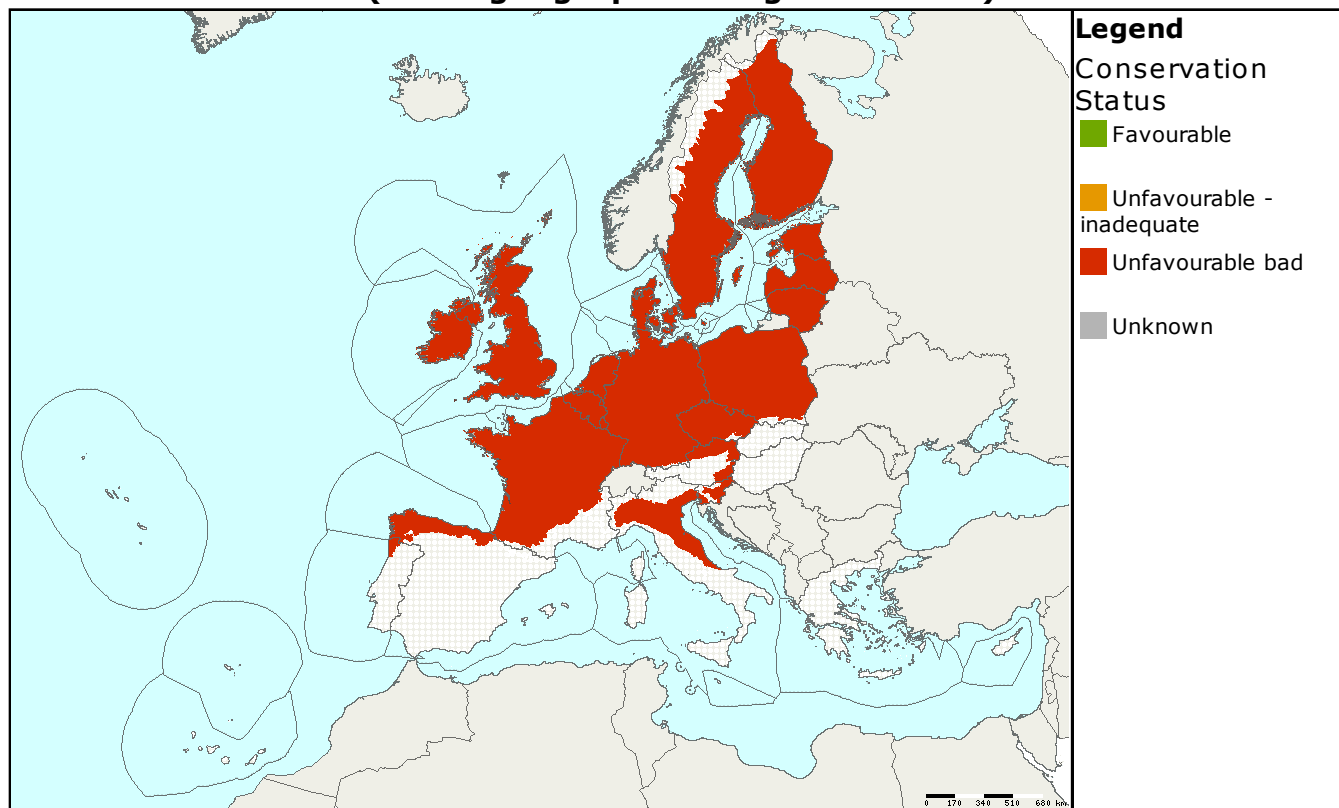 Legend
Conservation
Status
Favourable
Unfavourable -
inadequate
Unfavourable bad
Unknown
0 170 340 510 680 km